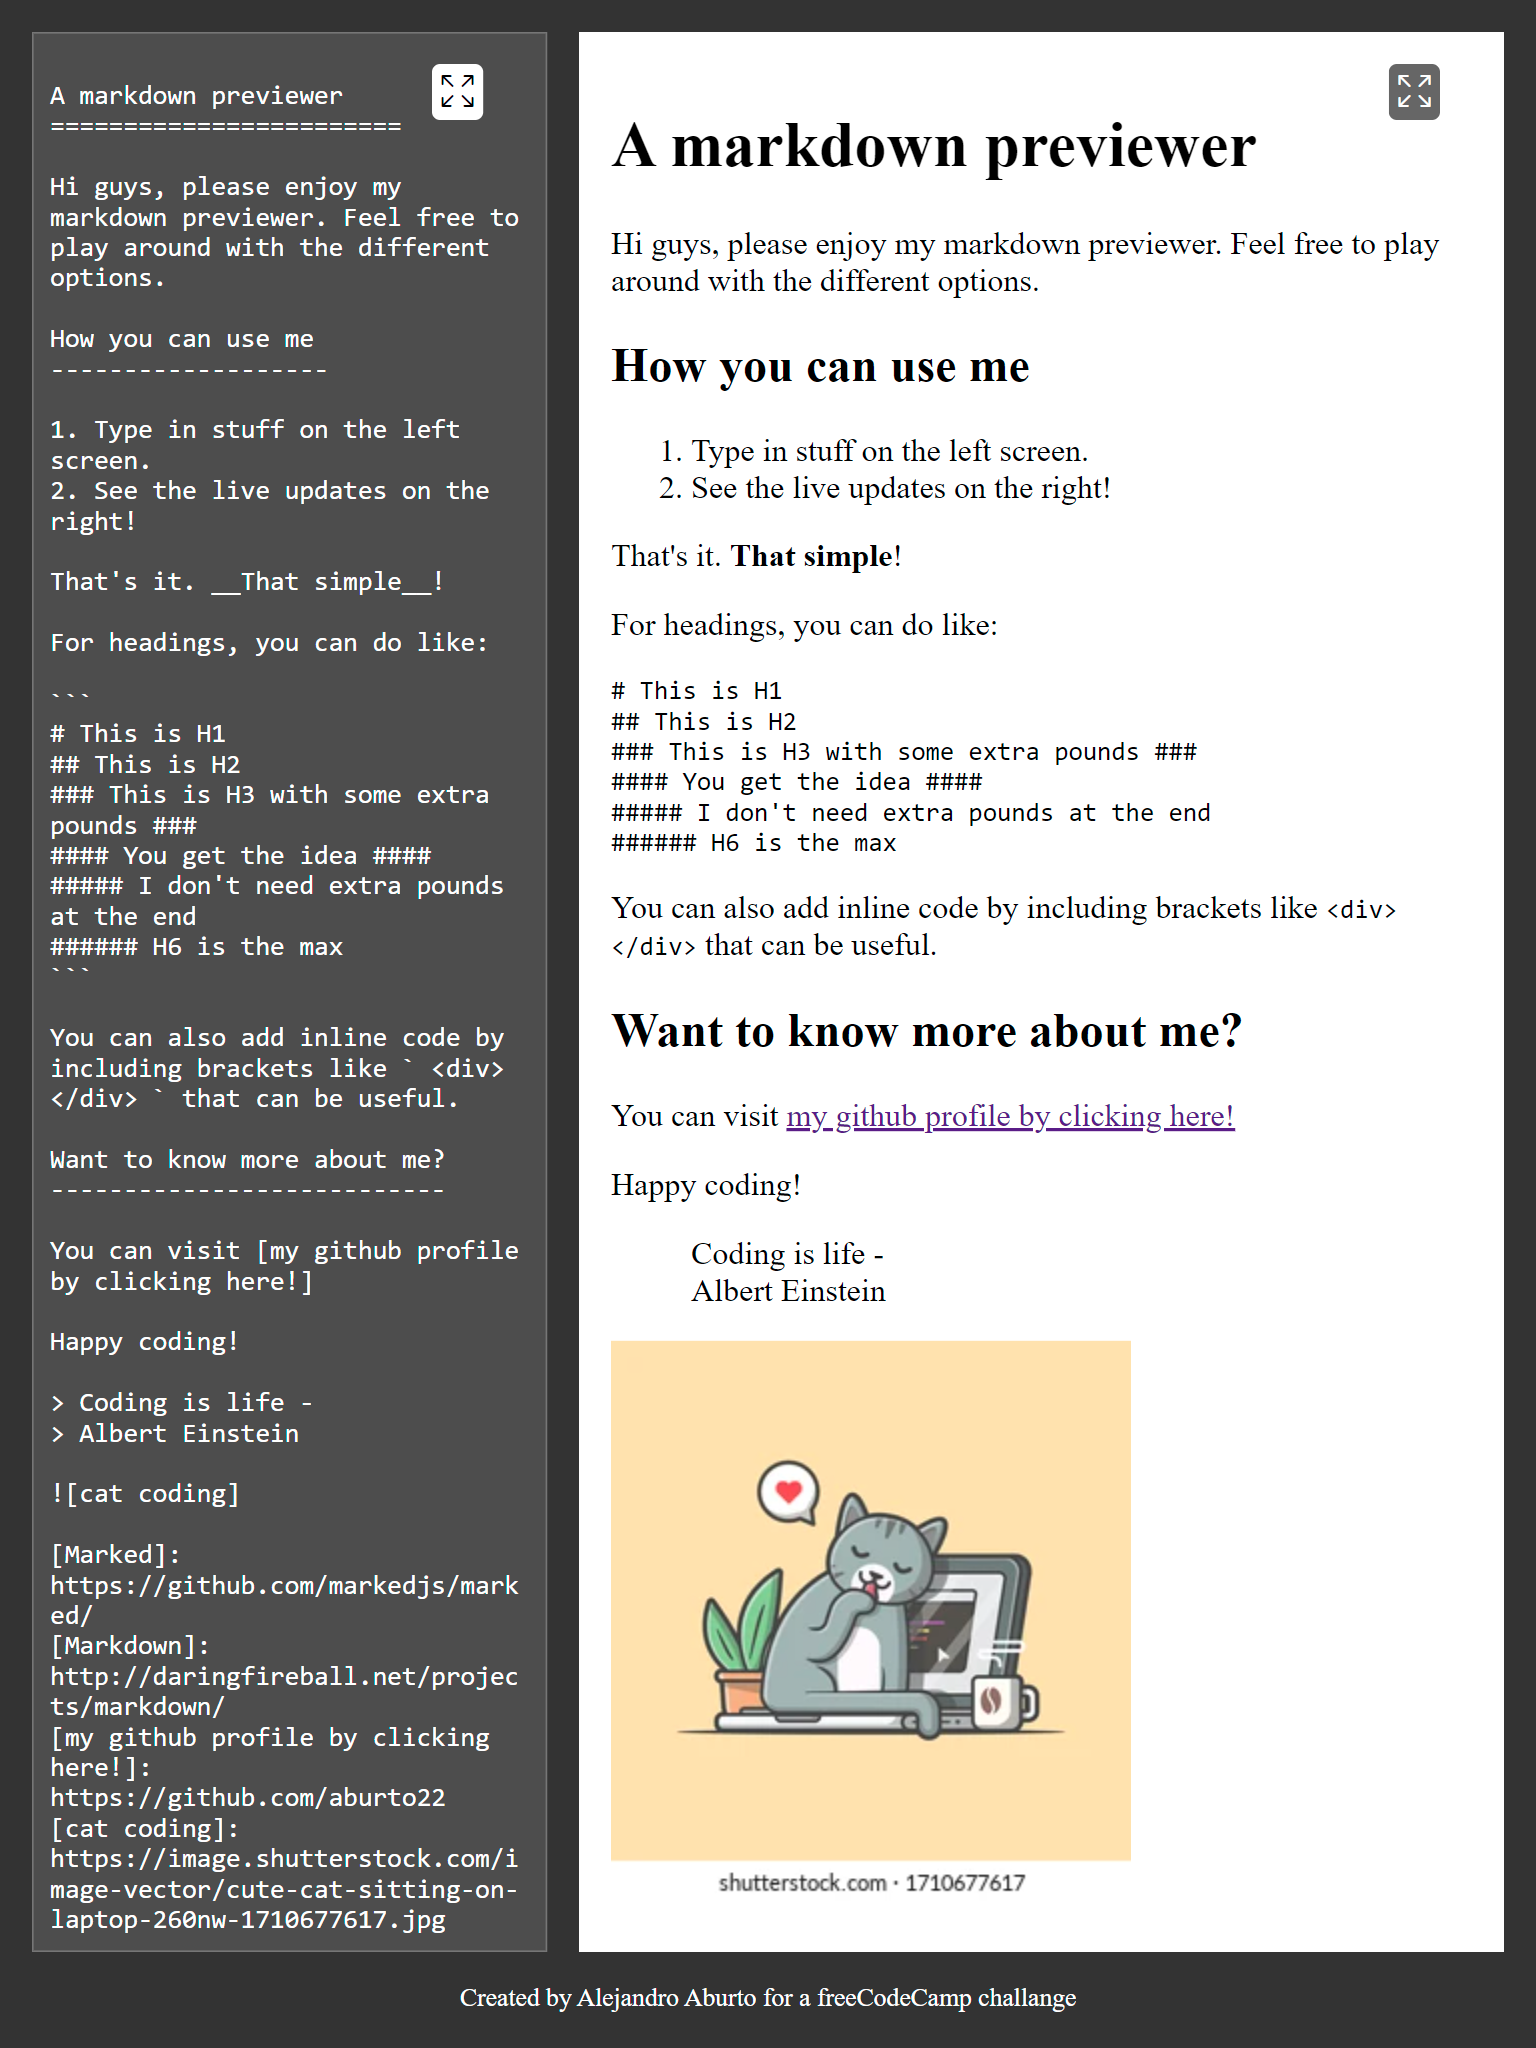 A markdown previewer
========================
Hi guys, please enjoy my
markdown previewer. Feel free to
play around with the different
options.
How you can use me
-------------------
1. Type in stuff on the left
screen.
2. See the live updates on the
right!
That's it. __That simple__!
For headings, you can do like:
```
# This is H1
## This is H2
### This is H3 with some extra
pounds ###
#### You get the idea ####
##### I don't need extra pounds
at the end
###### H6 is the max
```
You can also add inline code by
including brackets like ` <div>
</div> ` that can be useful.
Want to know more about me?
---------------------------
You can visit [my github profile
by clicking here!]
Happy coding!
> Coding is life -
> Albert Einstein
![cat coding]
[Marked]:
https://github.com/markedjs/mark
ed/
[Markdown]:
http://daringfireball.net/projec
ts/markdown/
[my github profile by clicking
here!]:
https://github.com/aburto22
[cat coding]:
https://image.shutterstock.com/i
mage-vector/cute-cat-sitting-on-
laptop-260nw-1710677617.jpg
A markdown previewer
Hi guys, please enjoy my markdown previewer. Feel free to play
around with the different options.
How you can use me
1. Type in stuff on the left screen.
2. See the live updates on the right!
That's it. That simple!
For headings, you can do like:
# This is H1
## This is H2
### This is H3 with some extra pounds ###
#### You get the idea ####
##### I don't need extra pounds at the end
###### H6 is the max
You can also add inline code by including brackets like <div>
</div> that can be useful.
Want to know more about me?
You can visit my github profile by clicking here!
Happy coding!
Coding is life -
Albert Einstein
shutterstock.com · 1710677617
Created by Alejandro Aburto for a freeCodeCamp challange